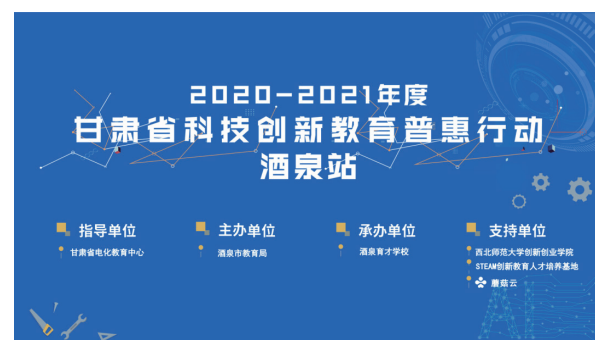 2020-2021年度
甘肃省科技创新教育普惠行动
酒泉站
指导单位
甘肃省电化教育中心
主办单位
酒泉市教育局
承办单位
酒泉育才学校
支持单位
西北师范大学创新创业学院
STEAM创新教育人才培养基地
蘑菇云